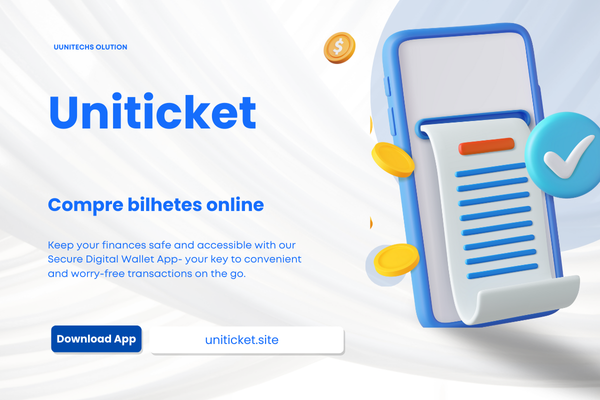 UUNITECHS OLUTION
Uniticket
Compre bilhetes online
Keep your finances safe and accessible with our
Secure Digital Wallet App- your key to convenient
and worry-free transactions on the go.
Download App
uniticket.site
$